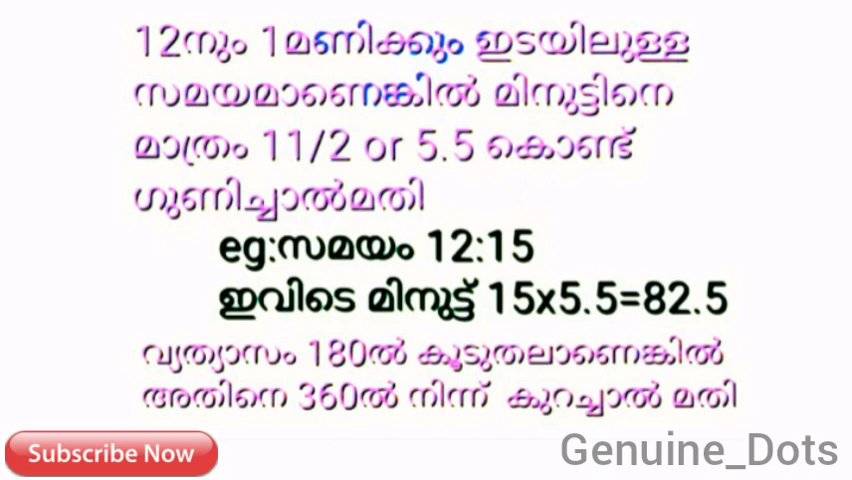 12നും 1മണിക്കും ഇടയിലുള്ള
സമയമാണെങ്കിൽ മിനുട്ടിനെ
മാത്രം 11/2 or 5.5 കൊണ്ട്
ഗുണിച്ചാൽമതി
eg:സമയം 12:15
ഇവിടെ മിനുട്ട് 15x5.5=82.5
വ്യത്യാസം 180ൽ കൂടുതലാണെങ്കിൽ
അതിനെ 360ൽ നിന്ന് കുറച്ചാൽ മതി
Subscribe Now
Genuine_Dots